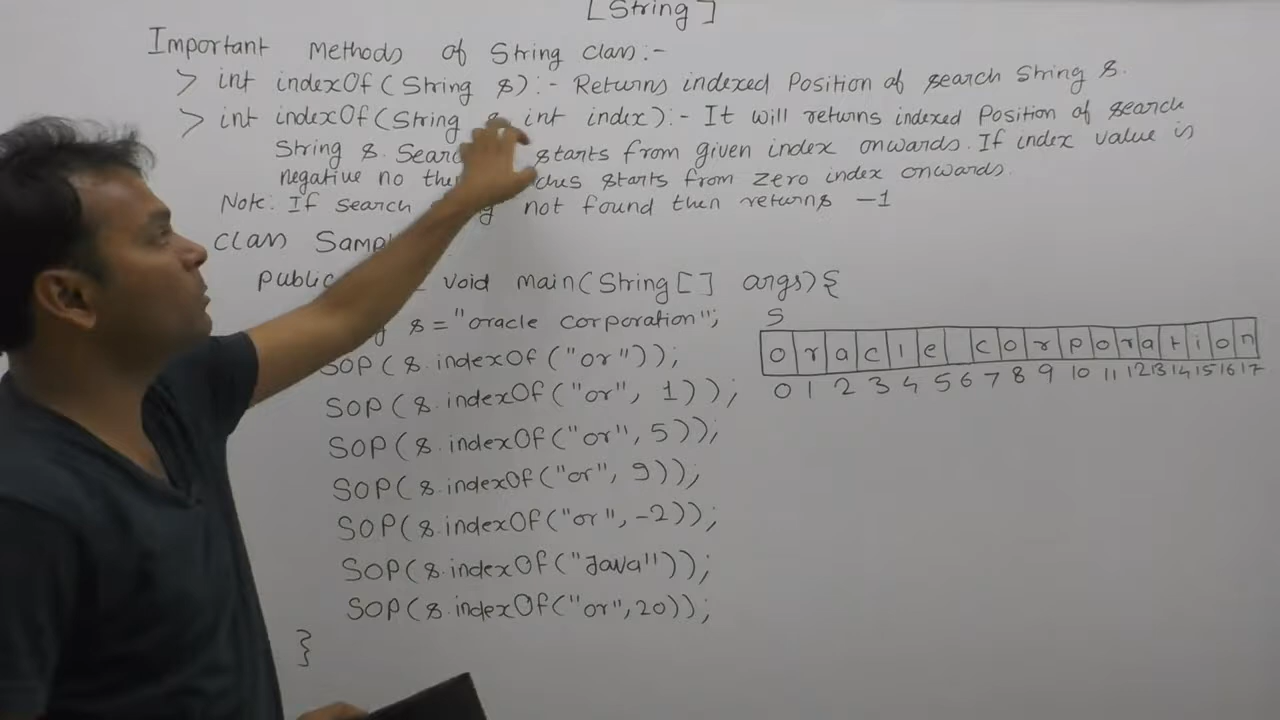 [String]
Important Methods of String class:-
> int indexOf(String s):- Returns indexed Position of search String s.
> int indexOf(String s, int index):- It will returns indexed Position of search
String s. Searc starts from given index onwards. If index value is
negative no the ches starts from zero index onwards.
Note: If search g not found then returns -1
class Samp
public void main(String[] args){
g s="oracle corporation";
SOP(s.indexOf("or"));
SOP(s.indexOf("or", 1));
SOP(s.indexOf("or", 5));
SOP(s.indexOf("or", 9));
SOP(s.indexOf("or", -2));
SOP(s.indexOf("Java"));
SOP(s.indexOf("or", 20));
}
S
o r a c l e c o r p o r a t i o n
0 1 2 3 4 5 6 7 8 9 10 11 12 13 14 15 16 17